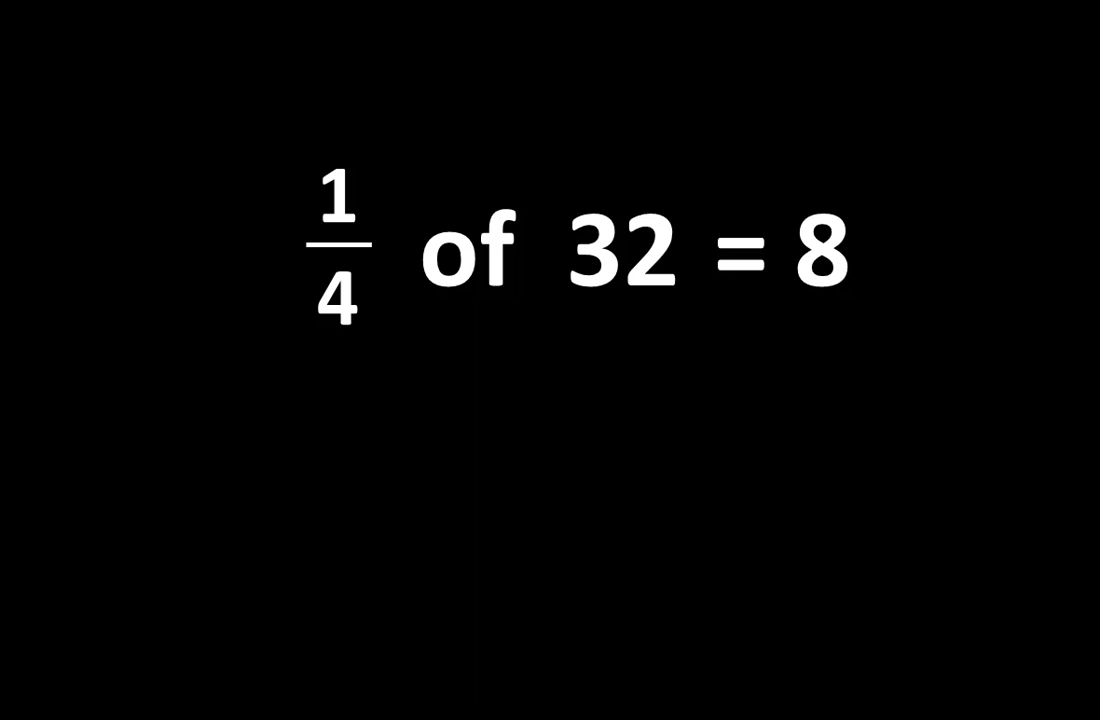 1/4 of 32 = 8